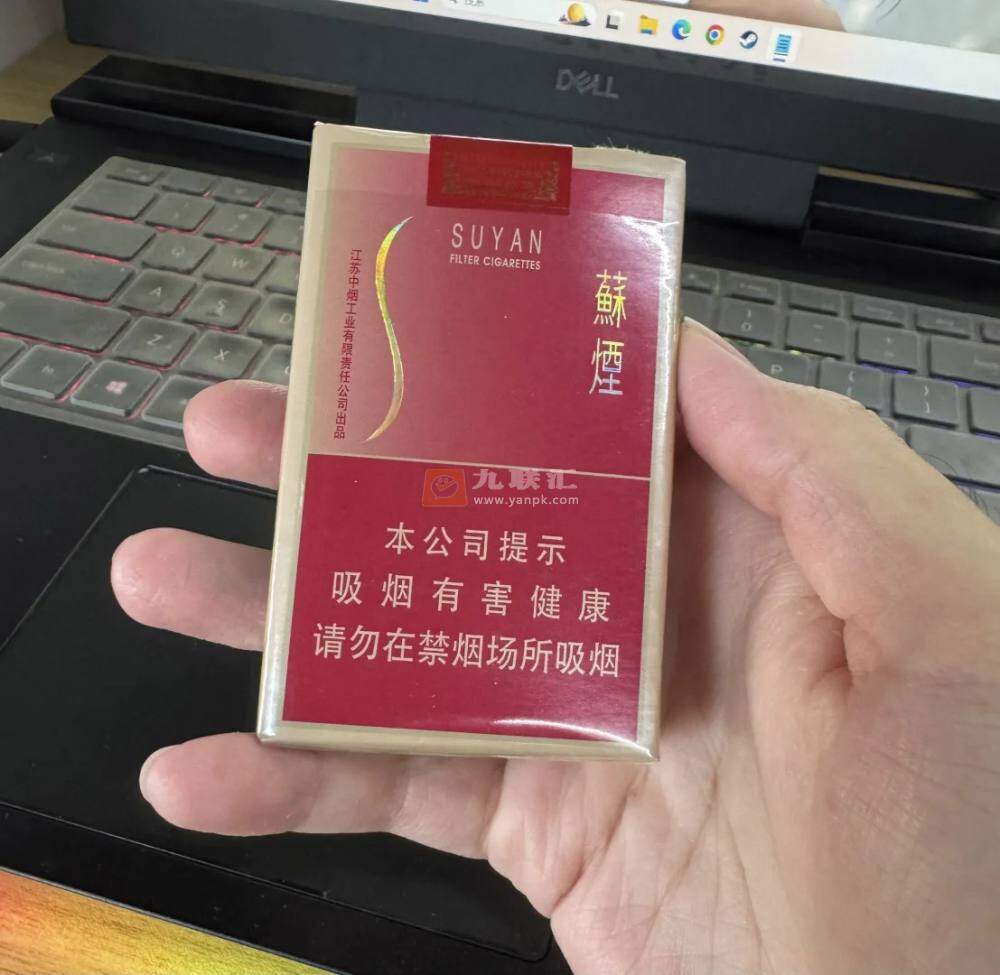 DELL
SUYAN
FILTER CIGARETTES
蘇煙
江苏中烟工业有限责任公司出品
九联汇
www.yanpk.com
本公司提示
吸烟有害健康
请勿在禁烟场所吸烟